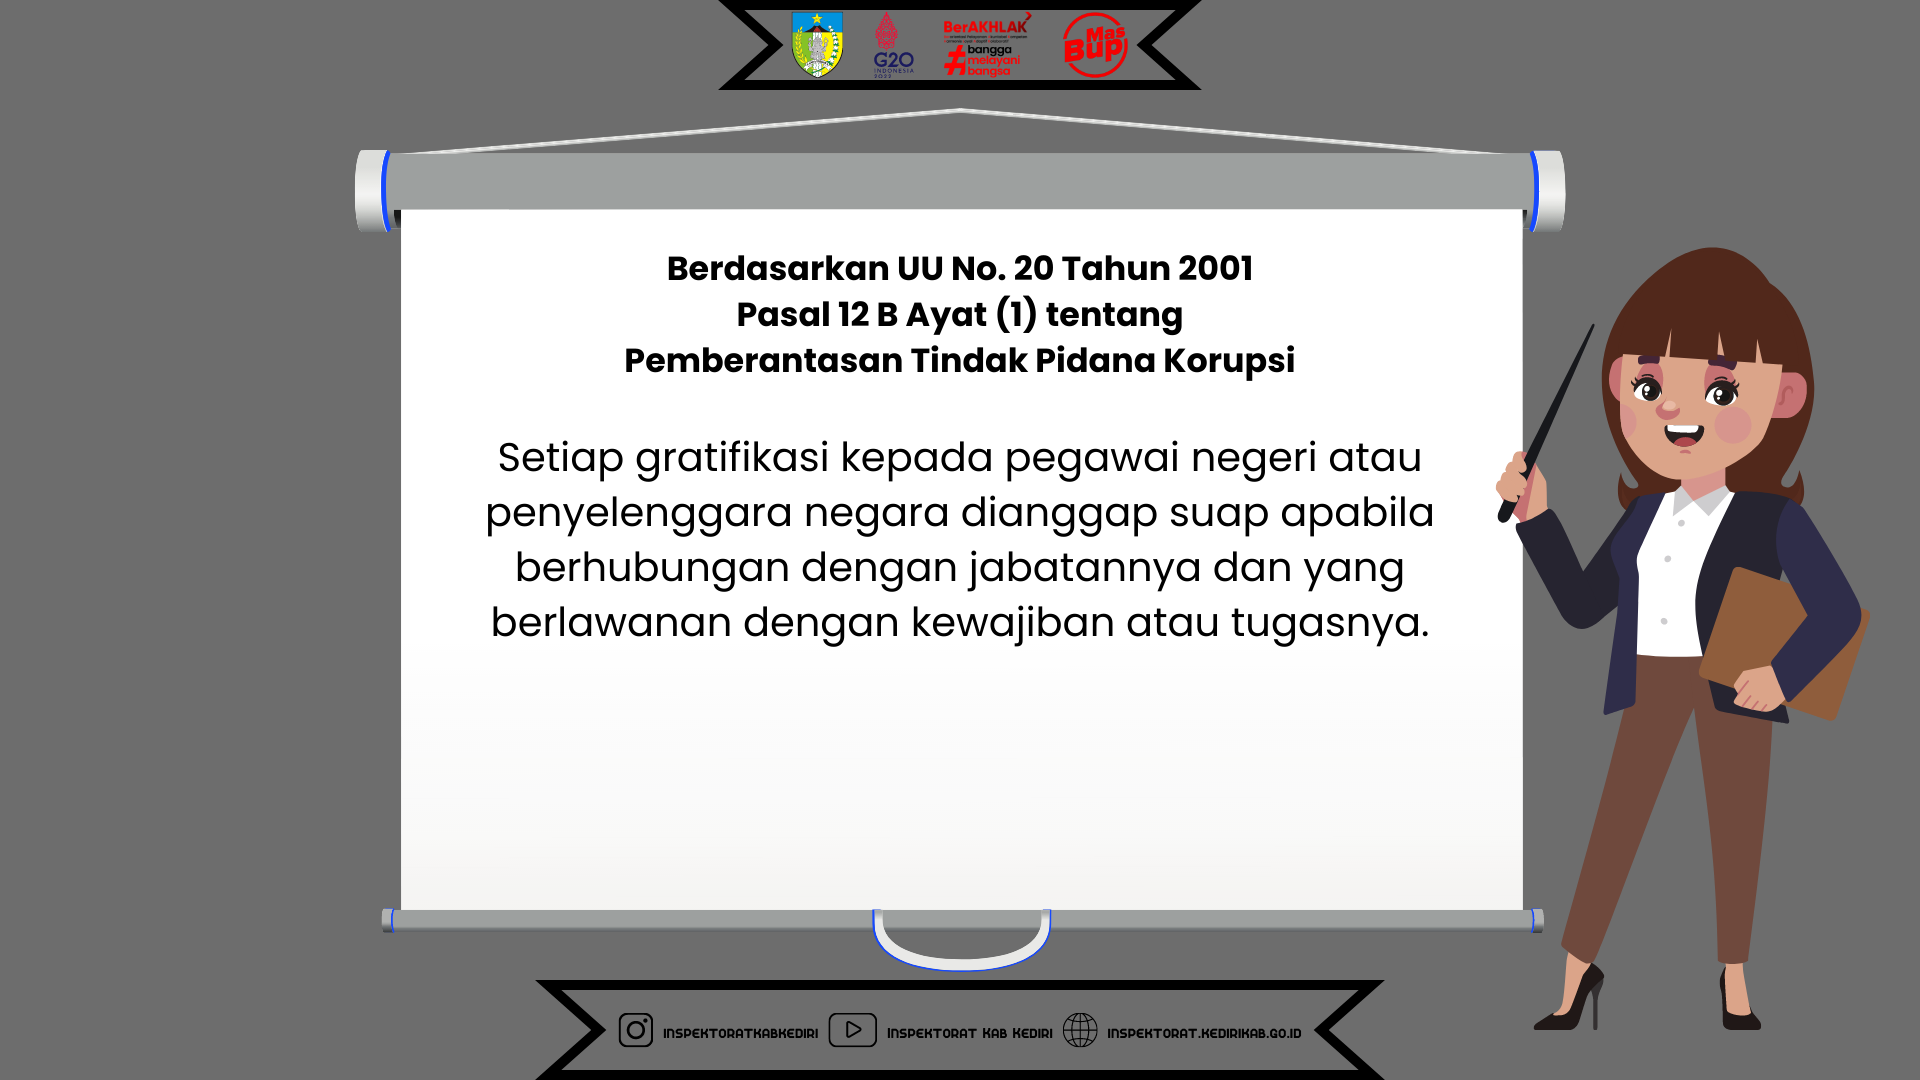 BerAKHLAK
#bangga
melayani
bangsa
G20
INDONESIA
2022
Mas
Bup
Berdasarkan UU No. 20 Tahun 2001
Pasal 12 B Ayat (1) tentang
Pemberantasan Tindak Pidana Korupsi
Setiap gratifikasi kepada pegawai negeri atau
penyelenggara negara dianggap suap apabila
berhubungan dengan jabatannya dan yang
berlawanan dengan kewajiban atau tugasnya.
INSPEKTORATKABKEDIRI INSPEKTORAT KAB KEDIRI INSPEKTORAT.KEDIRIKAB.GO.ID